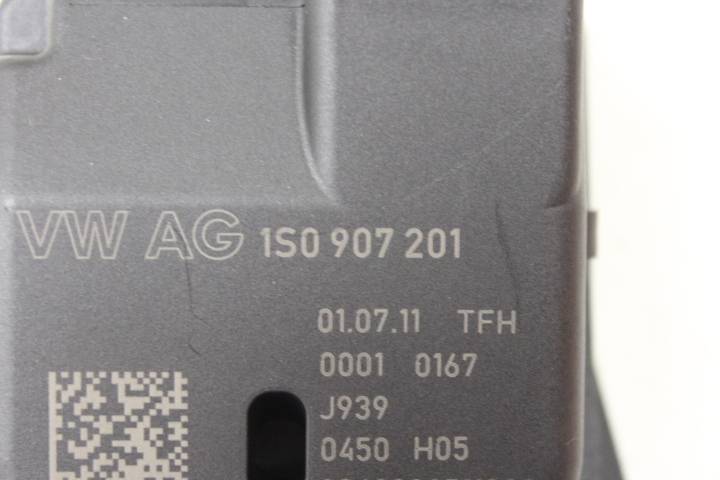 VW AG 1S0 907 201
01.07.11 TFH
0001 0167
J939
0450 H05